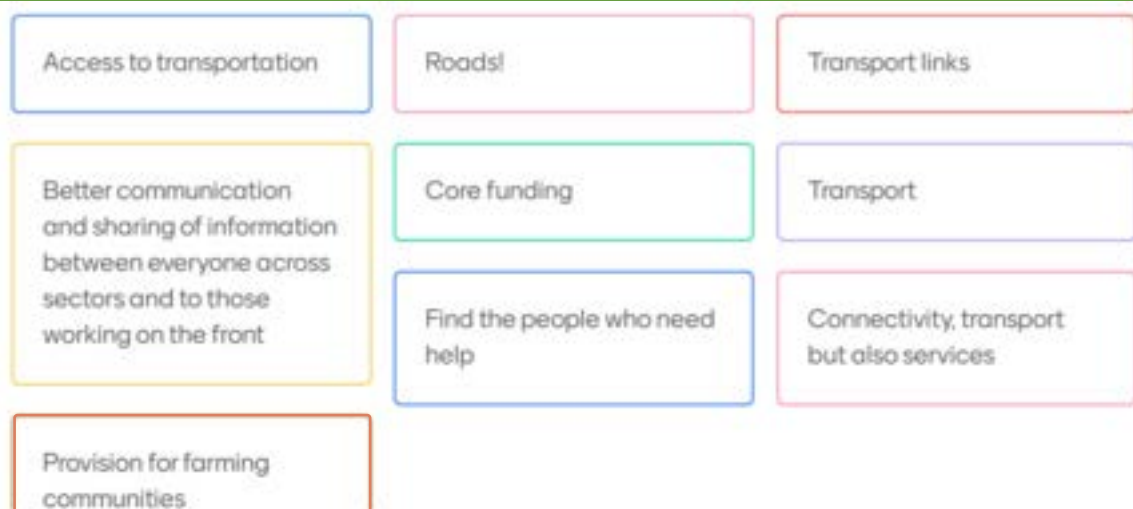 Access to transportation
Roads!
Transport links
Better communication
and sharing of information
between everyone across
sectors and to those
working on the front
Core funding
Transport
Find the people who need
help
Connectivity, transport
but also services
Provision for farming
communities